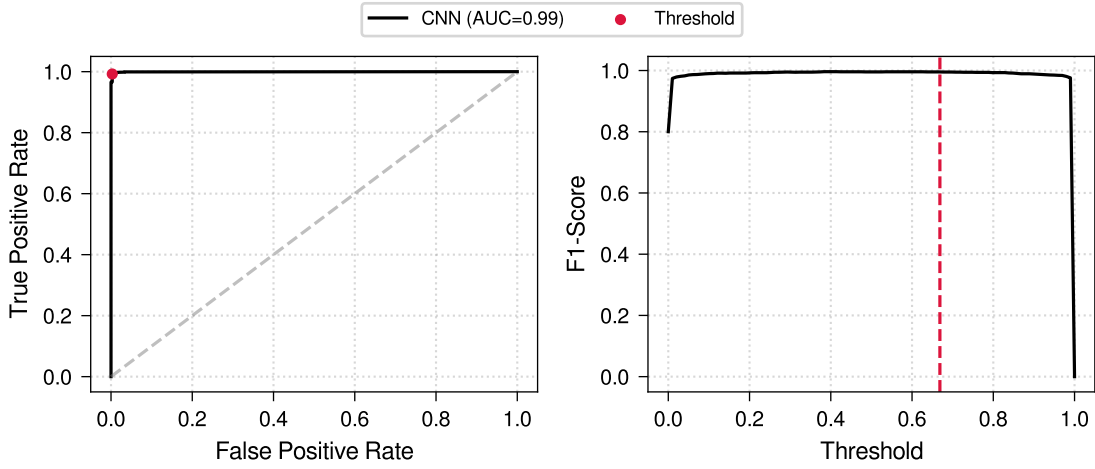 CNN (AUC=0.99) Threshold
True Positive Rate
1.0
0.8
0.6
0.4
0.2
0.0
0.0 0.2 0.4 0.6 0.8 1.0
False Positive Rate
F1-Score
1.0
0.8
0.6
0.4
0.2
0.0
0.0 0.2 0.4 0.6 0.8 1.0
Threshold